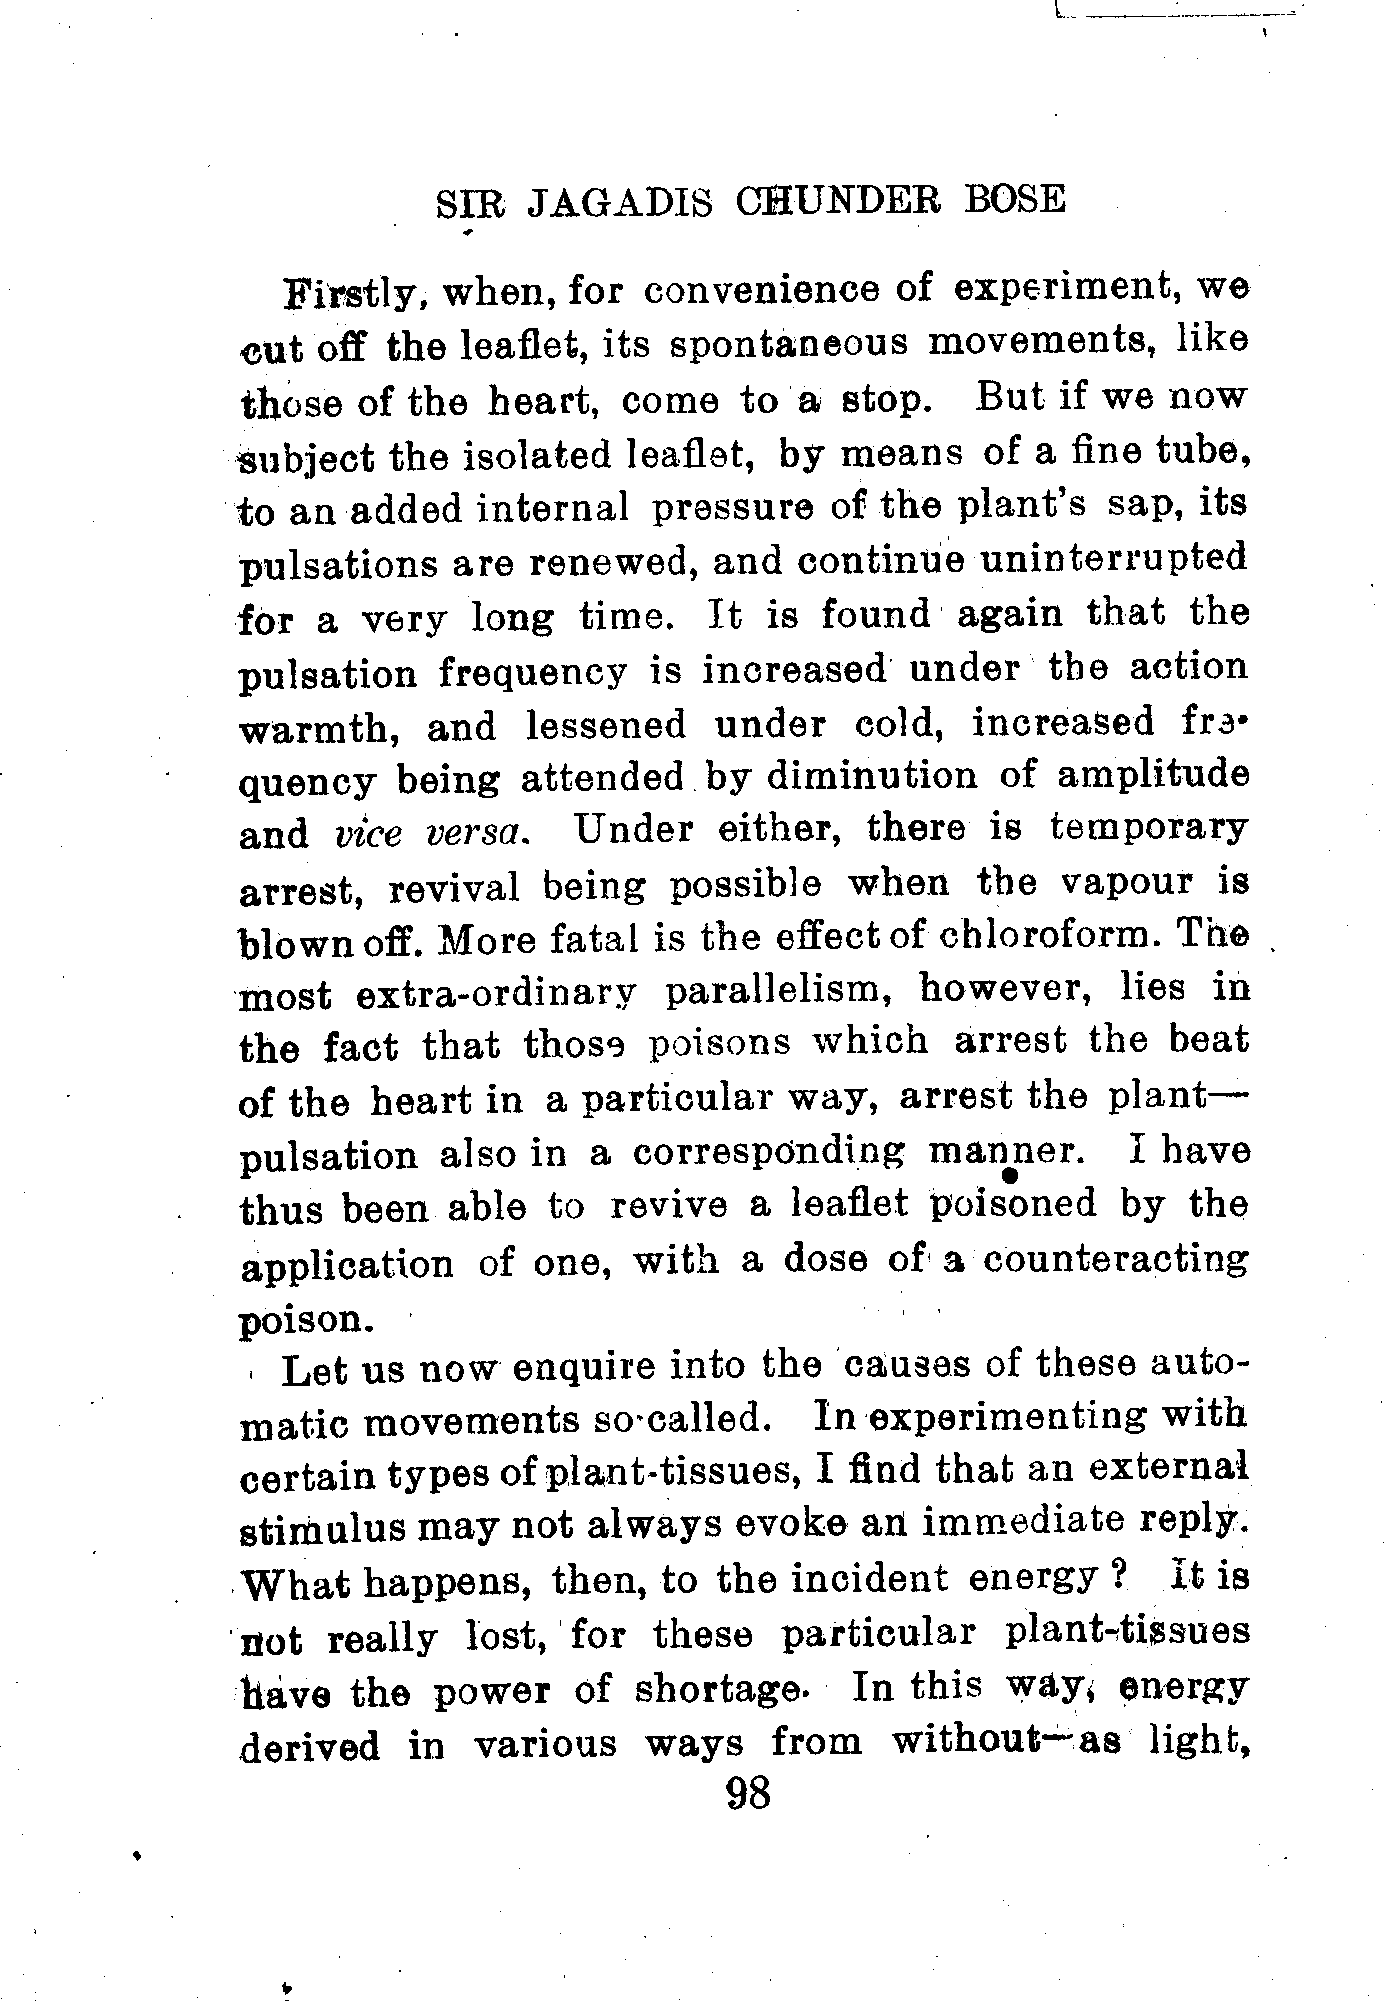 SIR JAGADIS CHUNDER BOSE
Firstly, when, for convenience of experiment, we
cut off the leaflet, its spontaneous movements, like
those of the heart, come to a stop. But if we now
subject the isolated leaflet, by means of a fine tube,
to an added internal pressure of the plant's sap, its
pulsations are renewed, and continue uninterrupted
for a very long time. It is found again that the
pulsation frequency is increased under the action
warmth, and lessened under cold, increased fre-
quency being attended by diminution of amplitude
and vice versa. Under either, there is temporary
arrest, revival being possible when the vapour is
blown off. More fatal is the effect of chloroform. The
most extra-ordinary parallelism, however, lies in
the fact that those poisons which arrest the beat
of the heart in a particular way, arrest the plant—
pulsation also in a corresponding manner. I have
thus been able to revive a leaflet poisoned by the
application of one, with a dose of a counteracting
poison.
Let us now enquire into the causes of these auto-
matic movements so-called. In experimenting with
certain types of plant-tissues, I find that an external
stimulus may not always evoke an immediate reply.
What happens, then, to the incident energy ? It is
not really lost, for these particular plant-tissues
have the power of shortage. In this way, energy
derived in various ways from without—as light,
98